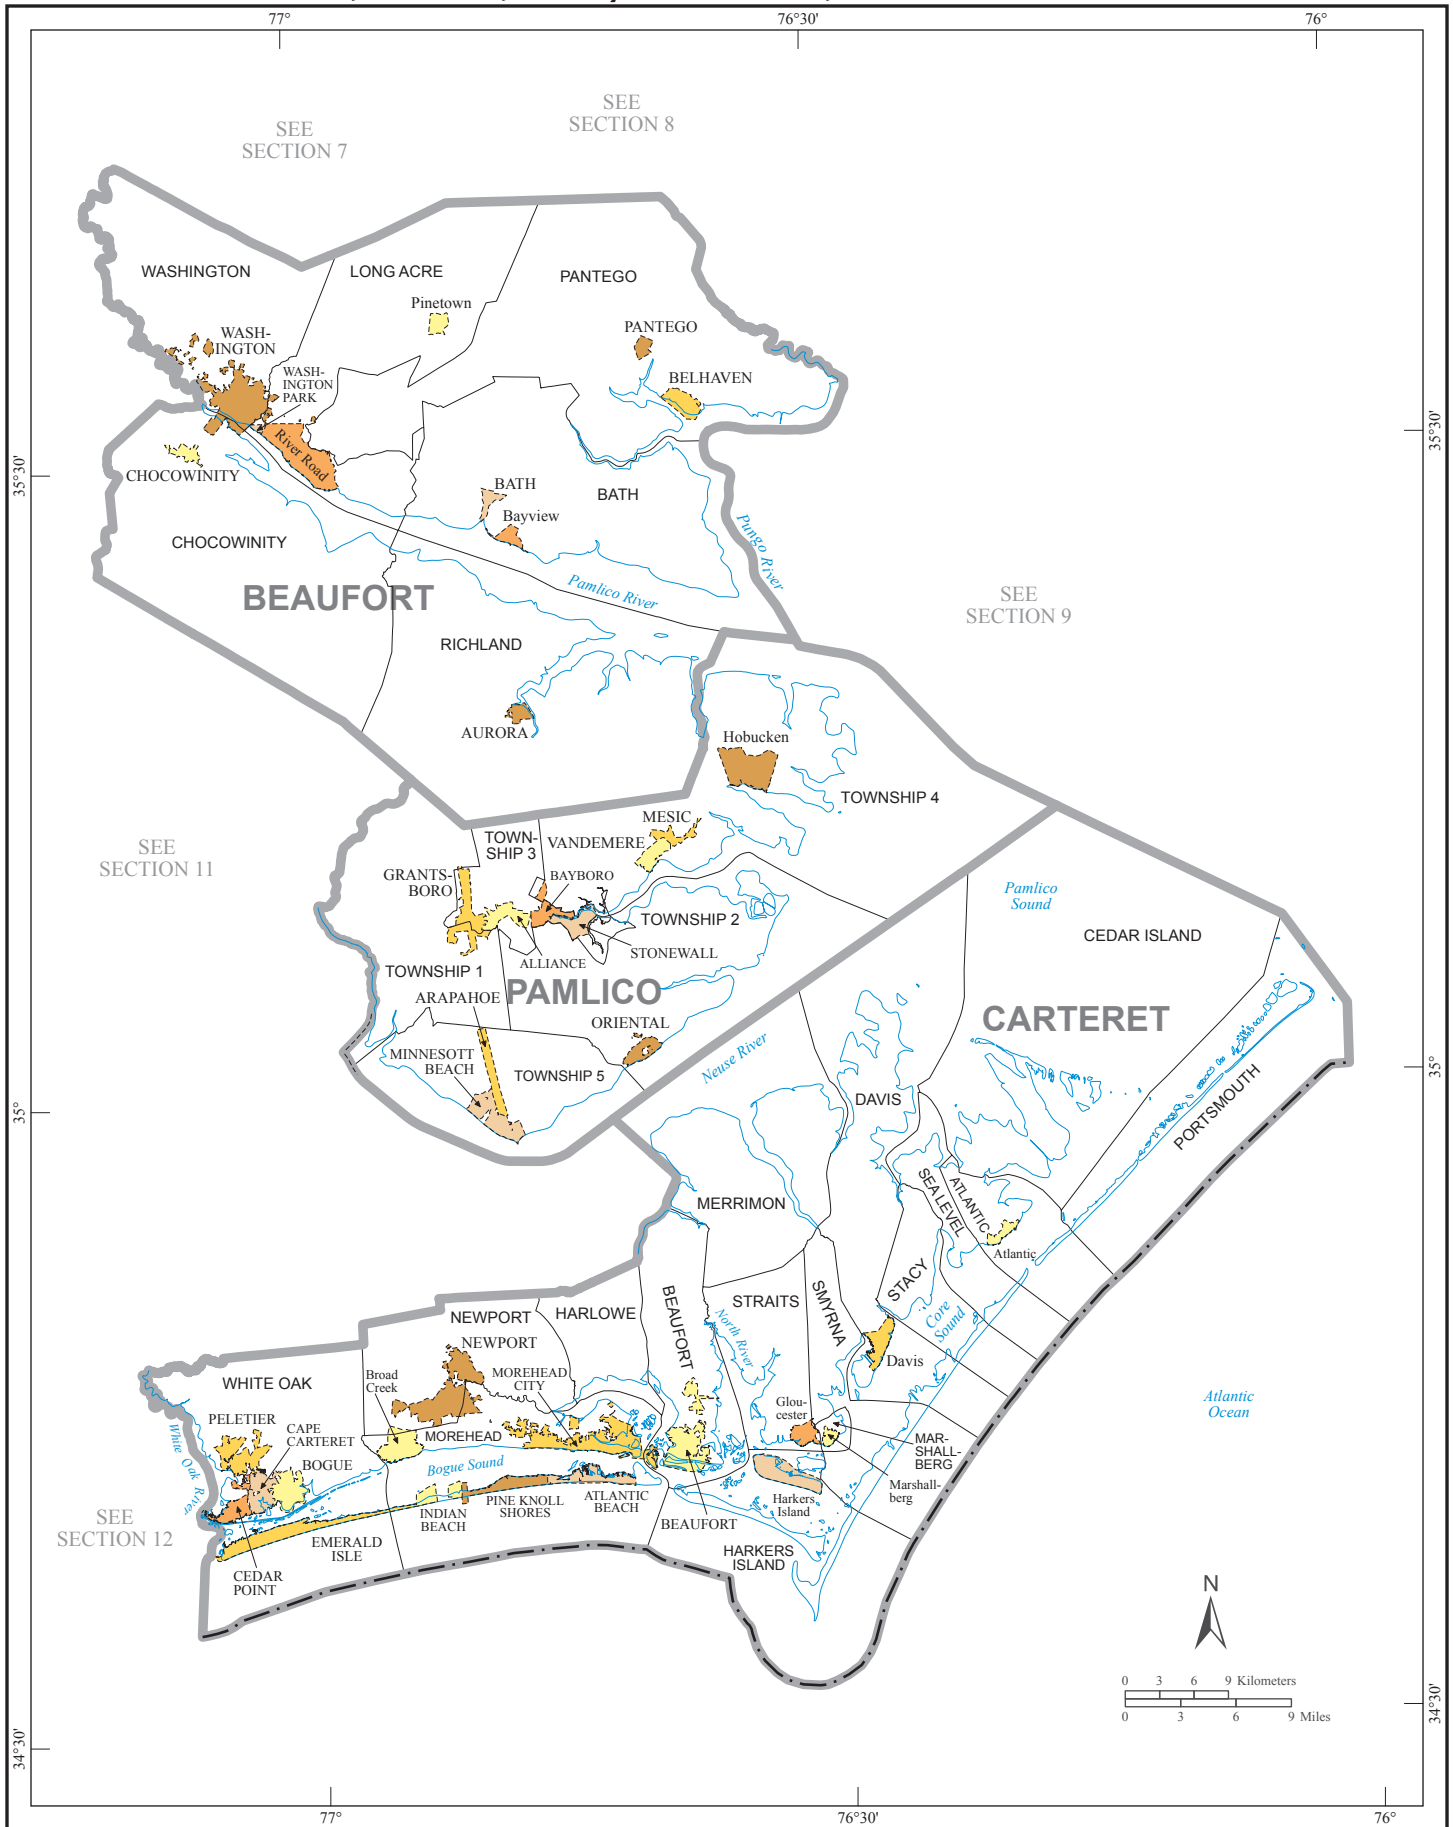 77°
76°30'
76°
SEE
SECTION 7
SEE
SECTION 8
WASHINGTON
LONG ACRE
PANTEGO
Pinetown
WASH-
INGTON
PANTEGO
WASH-
INGTON
PARK
BELHAVEN
35°30'
35°30'
River Road
CHOCOWINITY
BATH
BATH
Bayview
CHOCOWINITY
Pungo River
BEAUFORT
Pamlico River
SEE
SECTION 9
RICHLAND
AURORA
Hobucken
TOWNSHIP 4
MESIC
TOWN-
SHIP 3
VANDEMERE
SEE
SECTION 11
GRANTS-
BORO
BAYBORO
Pamlico
Sound
TOWNSHIP 2
CEDAR ISLAND
STONEWALL
ALLIANCE
TOWNSHIP 1
PAMLICO
ARAPAHOE
CARTERET
ORIENTAL
Neuse River
MINNESOTT
BEACH
TOWNSHIP 5
35°
35°
DAVIS
PORTSMOUTH
ATLANTIC
SEA LEVEL
MERRIMON
Atlantic
STACY
BEAUFORT
STRAITS
SMYRNA
Core
Sound
NEWPORT
HARLOWE
North River
NEWPORT
Davis
Broad
Creek
MOREHEAD
CITY
WHITE OAK
Atlantic
Ocean
Glou-
cester
PELETIER
CAPE
CARTERET
White Oak River
MOREHEAD
MAR-
SHALL-
BERG
BOGUE
Bogue Sound
Marshall-
berg
Harkers
Island
PINE KNOLL
SHORES
ATLANTIC
BEACH
INDIAN
BEACH
BEAUFORT
SEE
SECTION 12
EMERALD
ISLE
HARKERS
ISLAND
CEDAR
POINT
N
0 3 6 9 Kilometers
0 3 6 9 Miles
34°30'
34°30'
77°
76°30'
76°